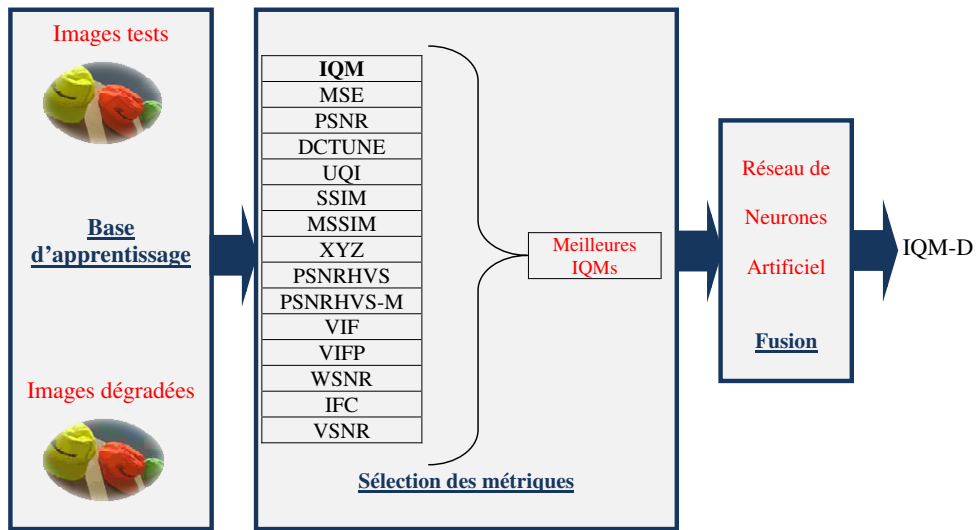 Images tests
Base
d'apprentissage
Images dégradées
IQM
MSE
PSNR
DCTUNE
UQI
SSIM
MSSIM
XYZ
PSNRHVS
PSNRHVS-M
VIF
VIFP
WSNR
IFC
VSNR
Meilleures
IQMs
Sélection des métriques
Réseau de
Neurones
Artificiel
Fusion
IQM-D